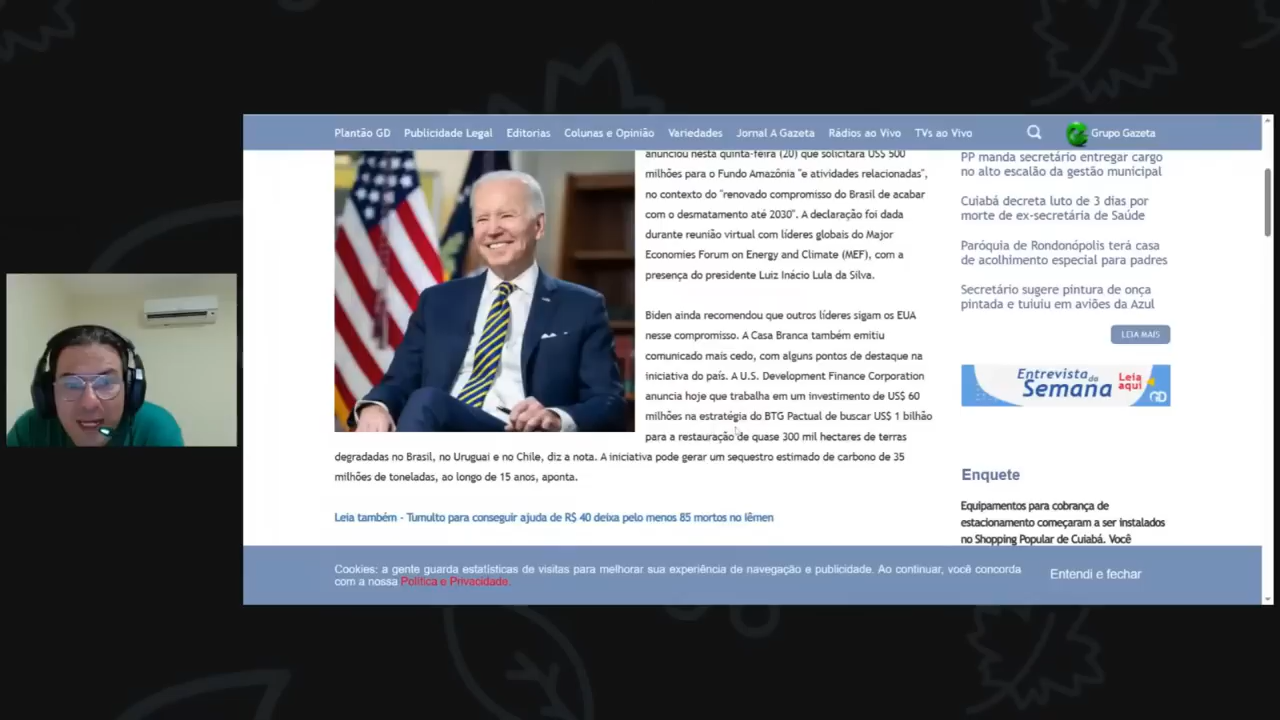 Plantão GD Publicidade Legal Editorias Colunas e Opinião Variedades Jornal A Gazeta Rádios ao Vivo TVs ao Vivo Grupo Gazeta
anunciou nesta quinta-feira (20) que solicitará US$ 500
milhões para o Fundo Amazônia "e atividades relacionadas",
no contexto do "renovado compromisso do Brasil de acabar
com o desmatamento até 2030". A declaração foi dada
durante reunião virtual com líderes globais do Major
Economies Forum on Energy and Climate (MEF), com a
presença do presidente Luiz Inácio Lula da Silva.
Biden ainda recomendou que outros líderes sigam os EUA
nesse compromisso. A Casa Branca também emitiu
comunicado mais cedo, com alguns pontos de destaque na
iniciativa do país. A U.S. Development Finance Corporation
anuncia hoje que trabalha em um investimento de US$ 60
milhões na estratégia do BTG Pactual de buscar US$ 1 bilhão
para a restauração de quase 300 mil hectares de terras
degradadas no Brasil, no Uruguai e no Chile, diz a nota. A iniciativa pode gerar um sequestro estimado de carbono de 35
milhões de toneladas, ao longo de 15 anos, aponta.
Leia também - Tumulto para conseguir ajuda de R$ 40 deixa pelo menos 85 mortos no Iêmen
PP manda secretário entregar cargo
no alto escalão da gestão municipal
Cuiabá decreta luto de 3 dias por
morte de ex-secretária de Saúde
Paróquia de Rondonópolis terá casa
de acolhimento especial para padres
Secretário sugere pintura de onça
pintada e tuiuiu em aviões da Azul
LEIA MAIS
Entrevista da
Semana
Leia
aqui
GD
Enquete
Equipamentos para cobrança de
estacionamento começaram a ser instalados
no Shopping Popular de Cuiabá. Você
Cookies: a gente guarda estatísticas de visitas para melhorar sua experiência de navegação e publicidade. Ao continuar, você concorda
com a nossa Política e Privacidade.
Entendi e fechar